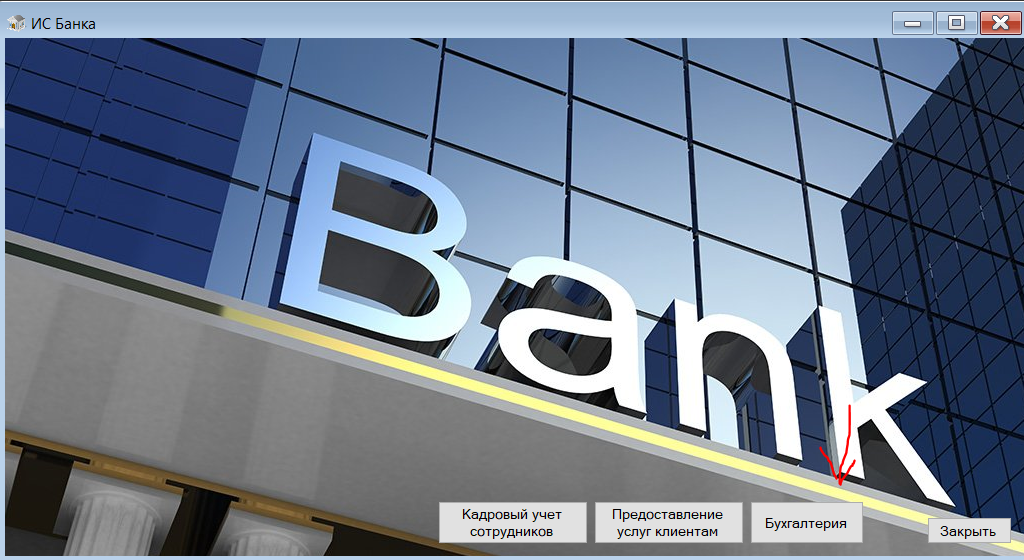 ИС Банка
Bank
Кадровый учет
сотрудников
Предоставление
услуг клиентам
Бухгалтерия
Закрыть